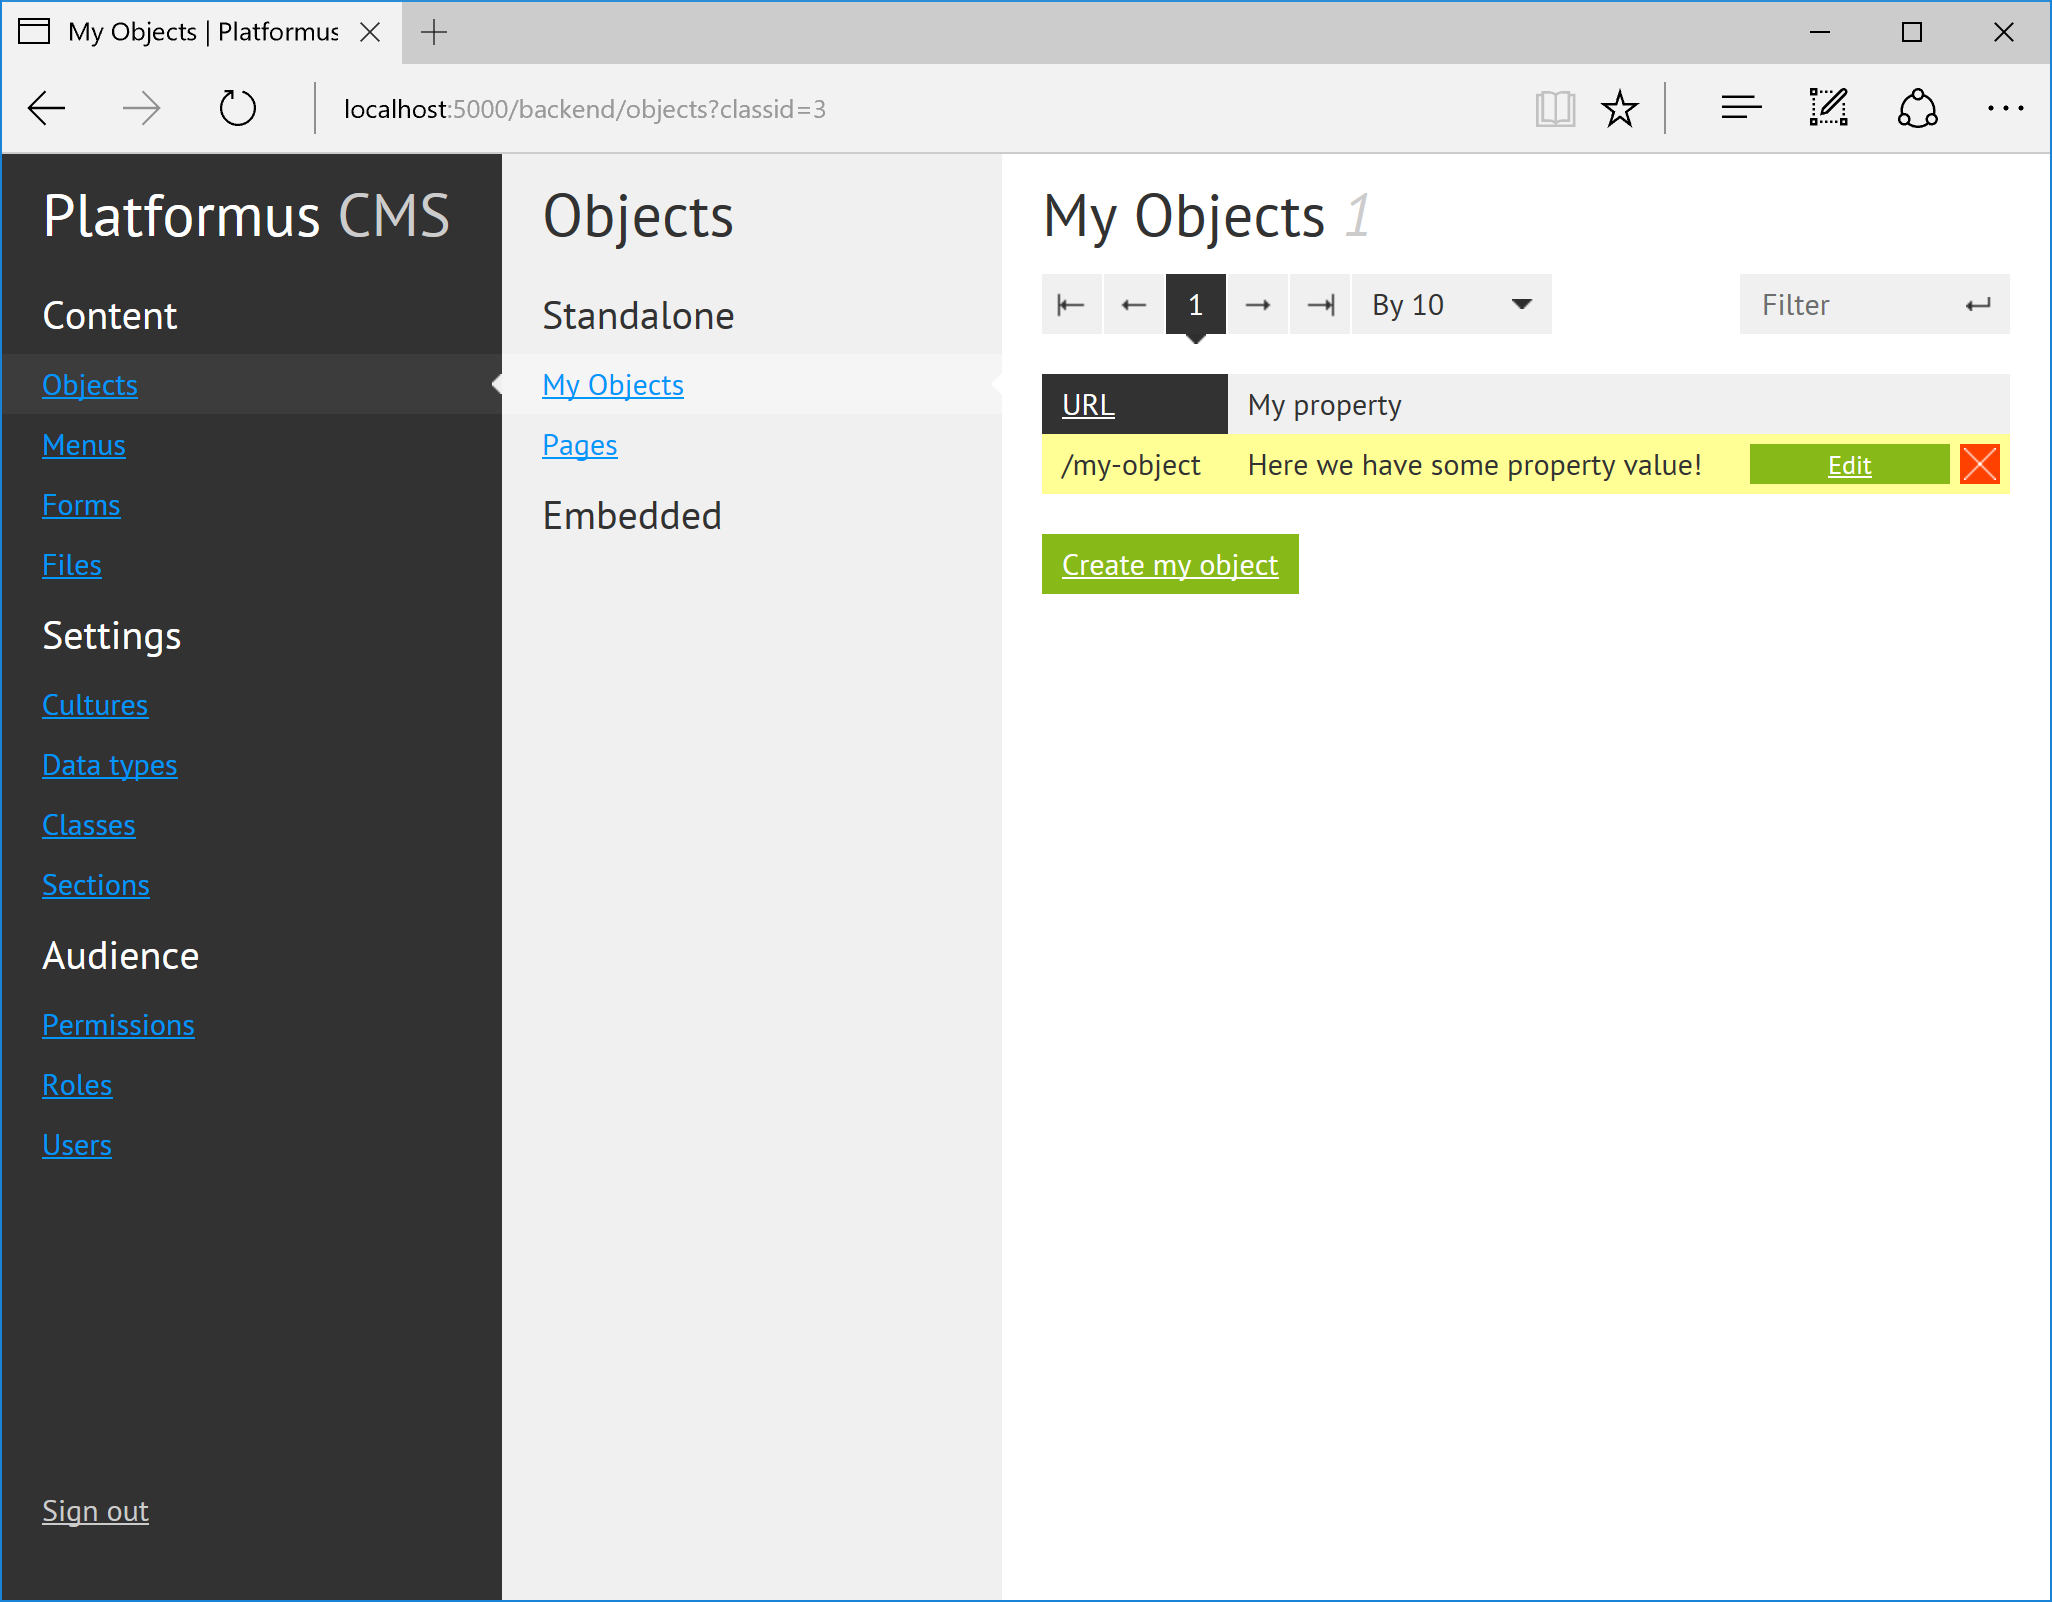 My Objects | Platformus
localhost:5000/backend/objects?classid=3
Platformus CMS
Content
Objects
Menus
Forms
Files
Settings
Cultures
Data types
Classes
Sections
Audience
Permissions
Roles
Users
Sign out
Objects
Standalone
My Objects
Pages
Embedded
My Objects 1
1 By 10 Filter
URL My property
/my-object Here we have some property value! Edit
Create my object